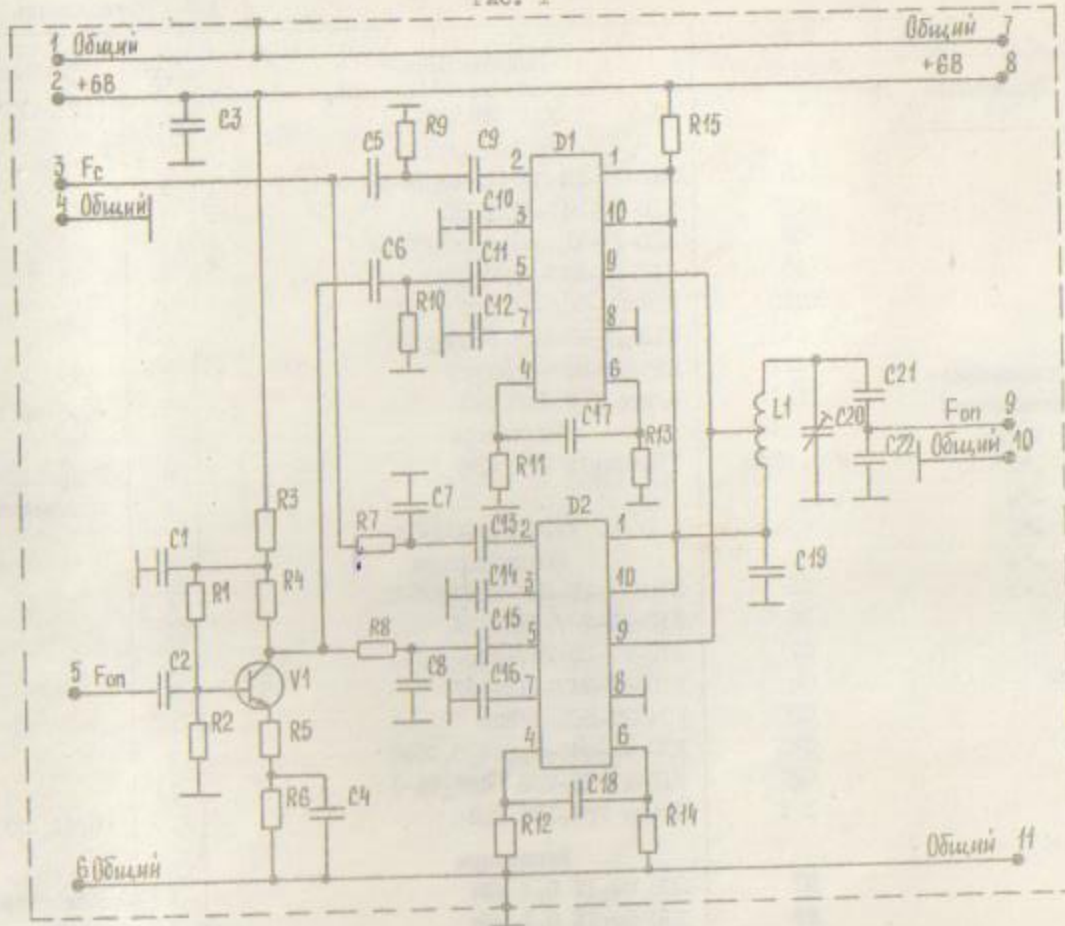 1 Общий
Общий 7
2 +6В
+6В 8
C3
R9
R15
C5
C9
D1
3 Fc
2
1
4 Общий
C10
3
10
C6
C11
5
9
R10
C12
7
8
4
6
C17
L1
C20
C21
Fоп 9
C22
Общий 10
R11
R13
C7
R3
D2
R7
C13
2
1
C1
C14
3
10
C19
R1
R4
C15
5
9
R8
C2
C8
C16
7
8
5 Fоп
V1
R2
R5
4
6
C18
R6
C4
R12
R14
6 Общий
Общий 11